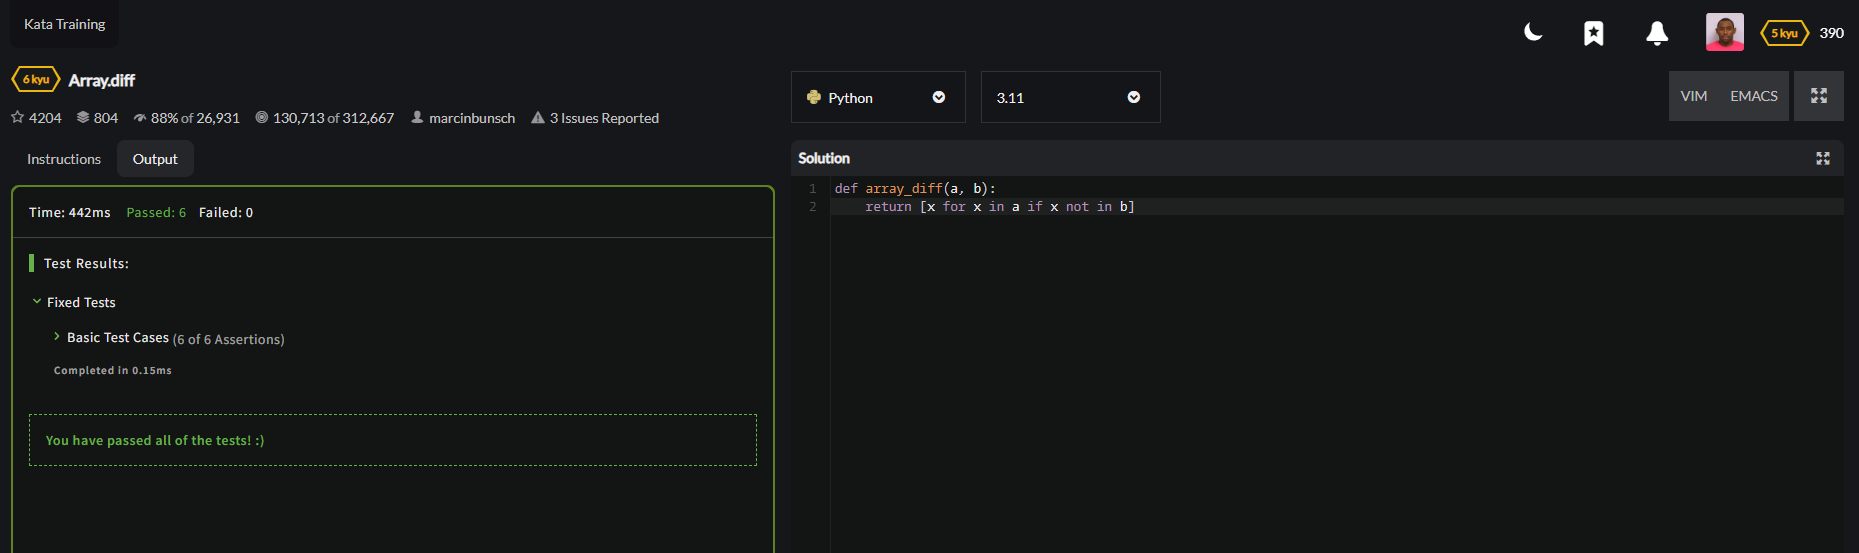 Kata Training
5 kyu 390
6 kyu Array.diff
4204 804 88% of 26,931 130,713 of 312,667 marcinbunsch 3 Issues Reported
Python 3.11 VIM EMACS
Instructions Output
Time: 442ms Passed: 6 Failed: 0
Test Results:
Fixed Tests
Basic Test Cases (6 of 6 Assertions)
Completed in 0.15ms
You have passed all of the tests! :)
Solution
1 def array_diff(a, b):
2     return [x for x in a if x not in b]